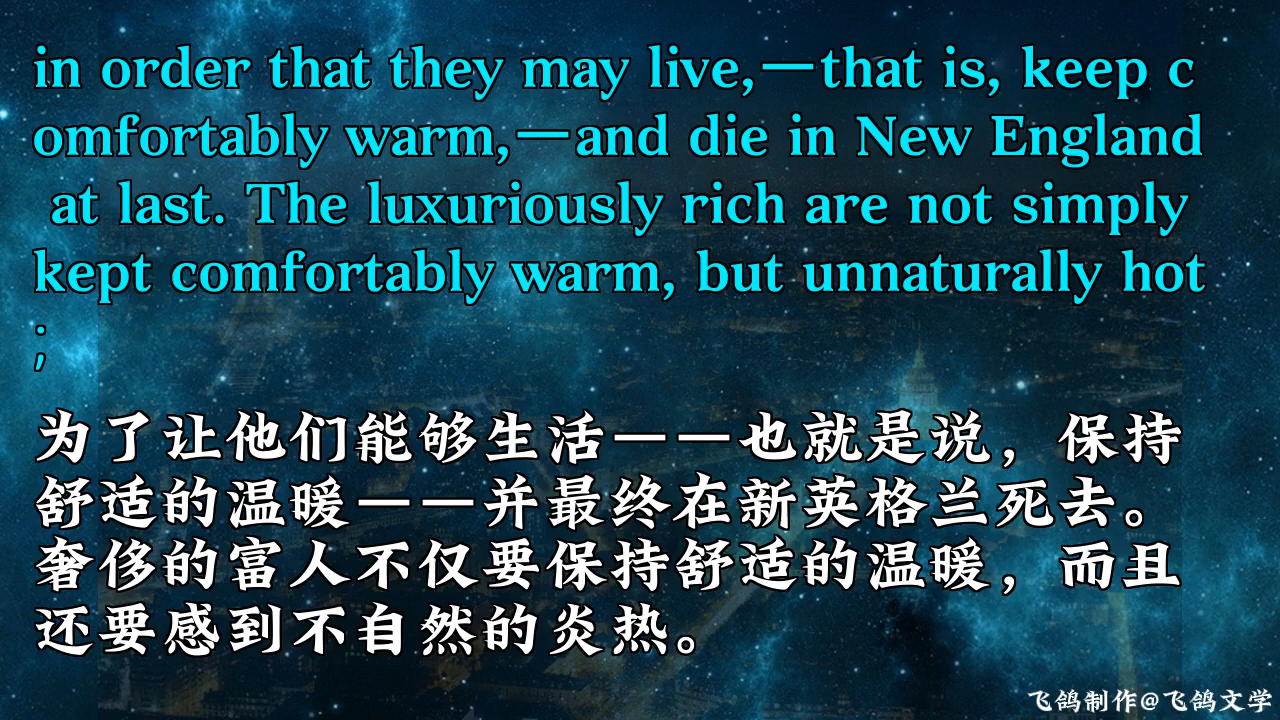 in order that they may live,—that is, keep c
omfortably warm,—and die in New England
at last. The luxuriously rich are not simply
kept comfortably warm, but unnaturally hot
;
为了让他们能够生活——也就是说，保持
舒适的温暖——并最终在新英格兰死去。
奢侈的富人不仅要保持舒适的温暖，而且
还要感到不自然的炎热。
飞鸽制作@飞鸽文学